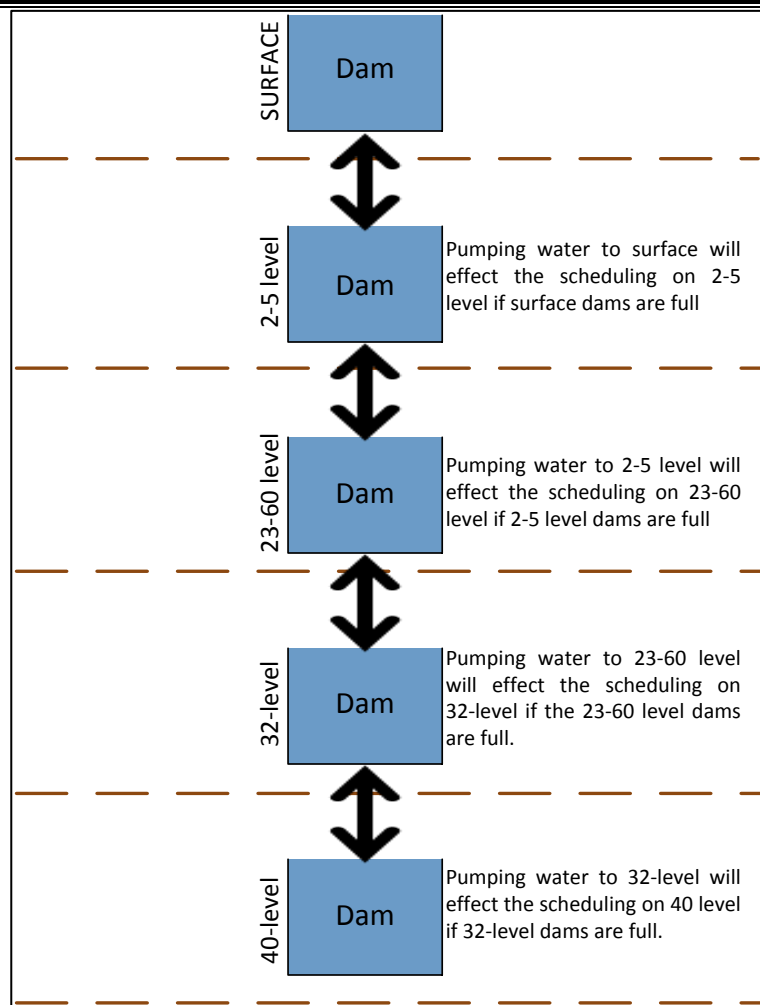 SURFACE
Dam
2-5 level
Dam
Pumping water to surface will
effect the scheduling on 2-5
level if surface dams are full
23-60 level
Dam
Pumping water to 2-5 level will
effect the scheduling on 23-60
level if 2-5 level dams are full
32-level
Dam
Pumping water to 23-60 level
will effect the scheduling on
32-level if the 23-60 level dams
are full.
40-level
Dam
Pumping water to 32-level will
effect the scheduling on 40 level
if 32-level dams are full.